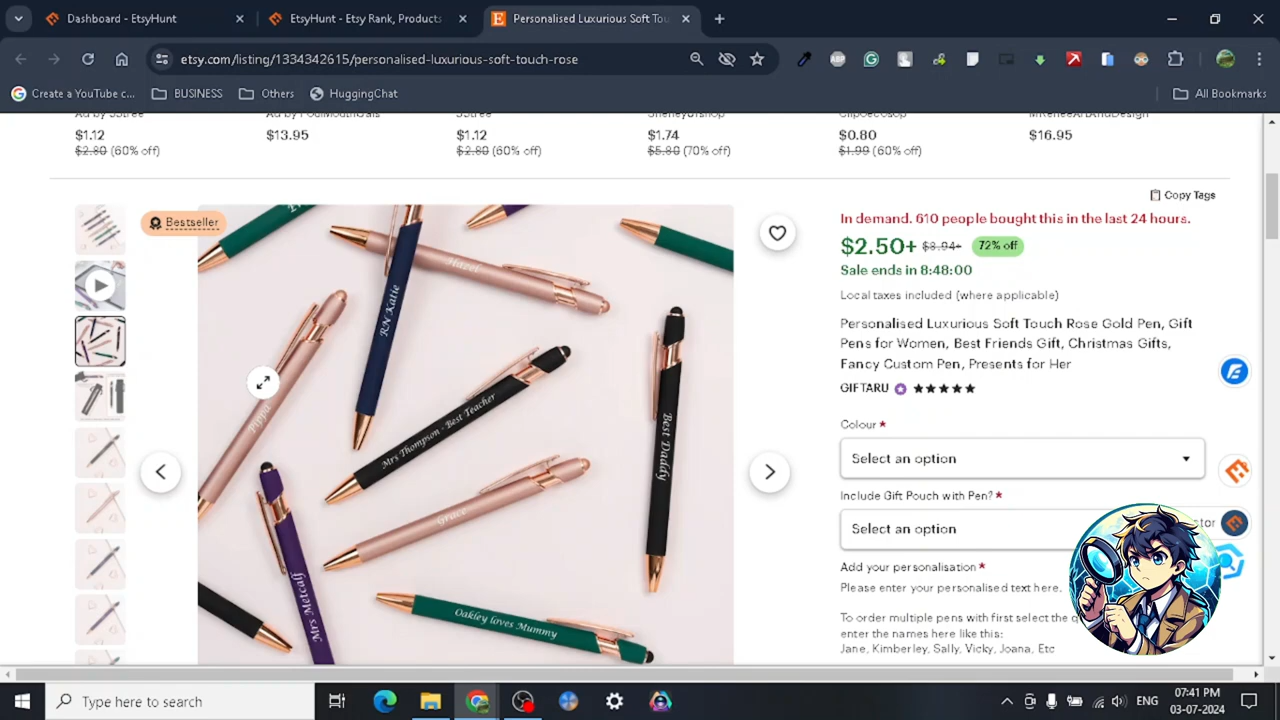 Dashboard - EtsyHunt
EtsyHunt - Etsy Rank, Products
Personalised Luxurious Soft Tou
etsy.com/listing/1334342615/personalised-luxurious-soft-touch-rose
Create a YouTube c...
BUSINESS
Others
HuggingChat
All Bookmarks
$1.12
$2.80 (60% off)
$13.95
$1.12
$2.80 (60% off)
$1.74
$5.80 (70% off)
$0.80
$1.99 (60% off)
$16.95
Copy Tags
Bestseller
In demand. 610 people bought this in the last 24 hours.
$2.50+ $8.94+ 72% off
Sale ends in 8:48:00
Local taxes included (where applicable)
Personalised Luxurious Soft Touch Rose Gold Pen, Gift
Pens for Women, Best Friends Gift, Christmas Gifts,
Fancy Custom Pen, Presents for Her
GIFTARU
Colour *
Select an option
Include Gift Pouch with Pen? *
Select an option
Add your personalisation *
Please enter your personalised text here.
To order multiple pens with first select the q
enter the names here like this:
Jane, Kimberley, Sally, Vicky, Joana, Etc
Hazel
RN Katie
Pippa
Mrs Thompson - Best Teacher
Best Daddy
Grace
Mrs Metcalf
Oakley loves Mummy
Type here to search
ENG
07:41 PM
03-07-2024